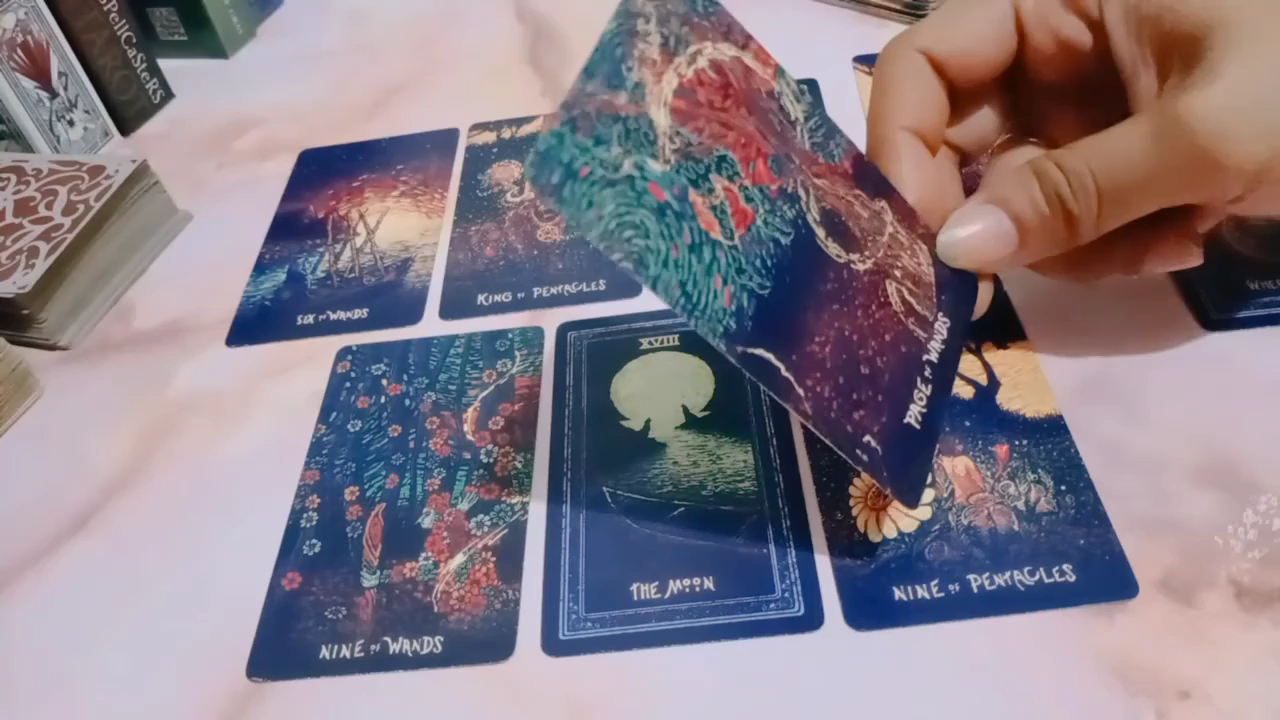 SPellCaSteRS
TAROT
SIX OF WANDS
KING OF PENTACLES
PAGE OF WANDS
XVIII
NINE OF WANDS
THE MOON
NINE OF PENTACLES